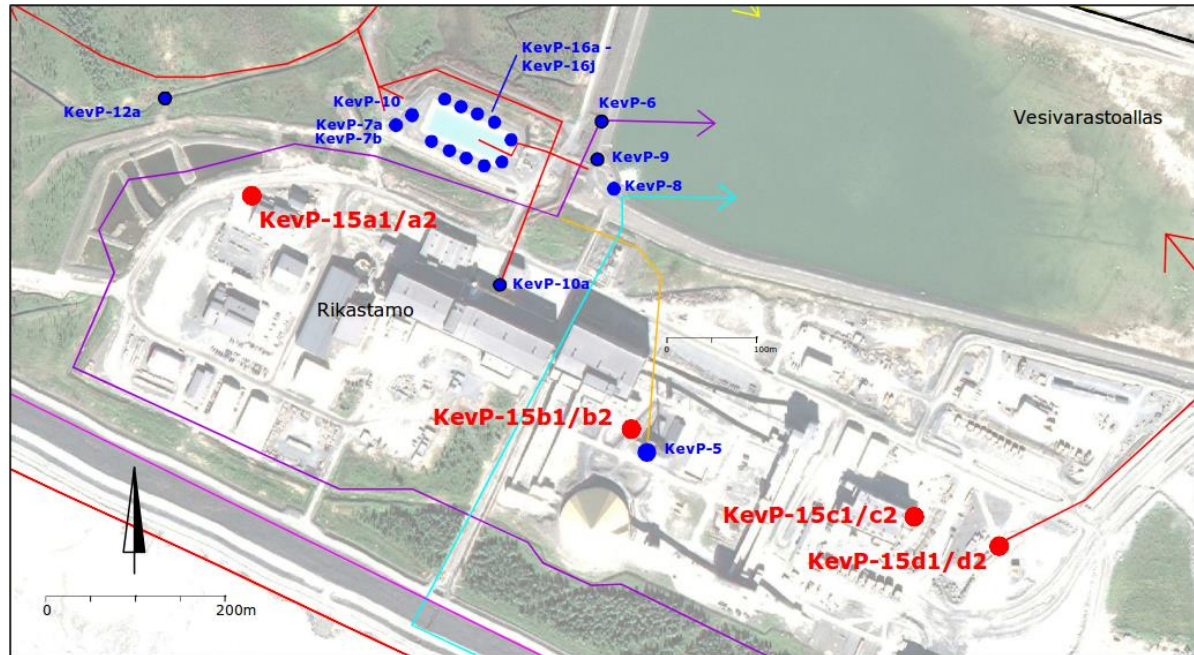 KevP-16a -
KevP-16j
KevP-12a
KevP-10
KevP-7a
KevP-7b
KevP-6
Vesivarastoallas
KevP-9
KevP-8
KevP-15a1/a2
KevP-10a
Rikastamo
0 100m
KevP-15b1/b2
KevP-5
KevP-15c1/c2
KevP-15d1/d2
0 200m